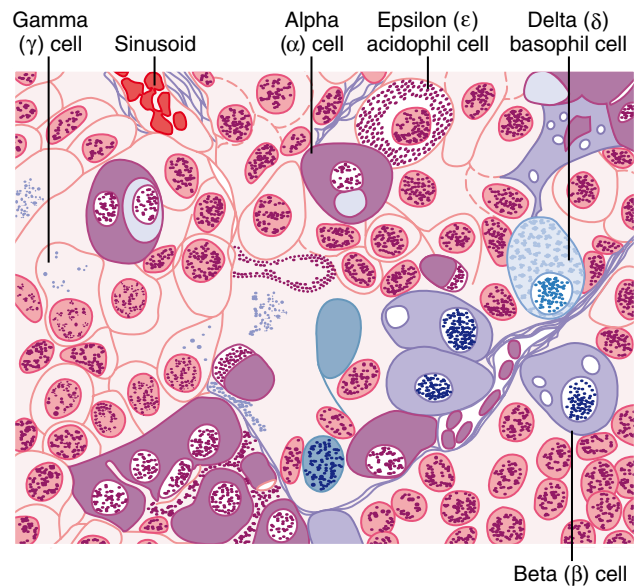 Gamma
(γ) cell
Sinusoid
Alpha
(α) cell
Epsilon (ε)
acidophil cell
Delta (δ)
basophil cell
Beta (β) cell